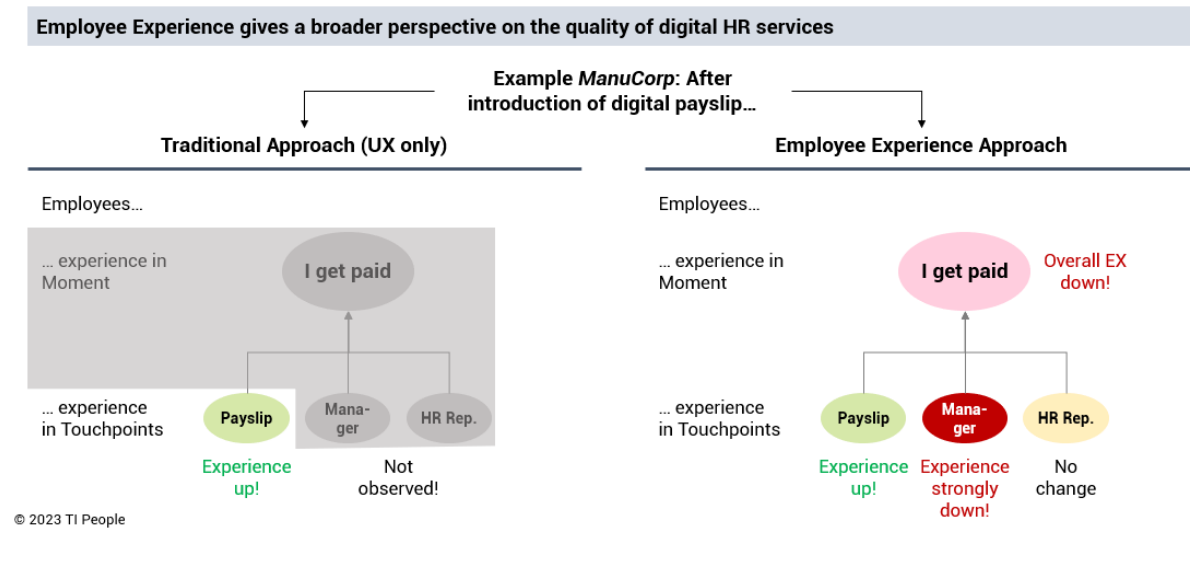 Employee Experience gives a broader perspective on the quality of digital HR services
Example ManuCorp: After
introduction of digital payslip...
Traditional Approach (UX only)
Employees...
... experience in
Moment
I get paid
... experience
in Touchpoints
Payslip
Mana-
ger
HR Rep.
Experience
up!
Not
observed!
Employee Experience Approach
Employees...
... experience in
Moment
I get paid
Overall EX
down!
... experience
in Touchpoints
Payslip
Mana-
ger
HR Rep.
Experience
up!
Experience
strongly
down!
No
change
© 2023 TI People